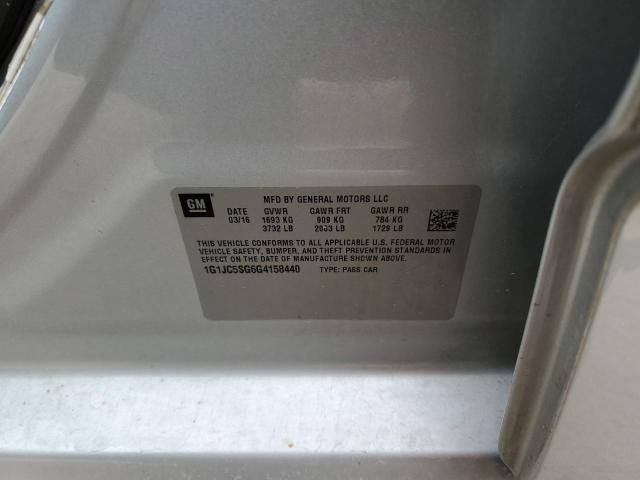 GM
MFD BY GENERAL MOTORS LLC
DATE GVWR GAWR FRT GAWR RR
03/16 1693 KG 909 KG 784 KG
3732 LB 2003 LB 1729 LB
THIS VEHICLE CONFORMS TO ALL APPLICABLE U.S. FEDERAL MOTOR
VEHICLE SAFETY, BUMPER, AND THEFT PREVENTION STANDARDS
IN EFFECT ON THE DATE OF MANUFACTURE SHOWN ABOVE.
1G1JC5SG6G4158440 TYPE: PASS CAR